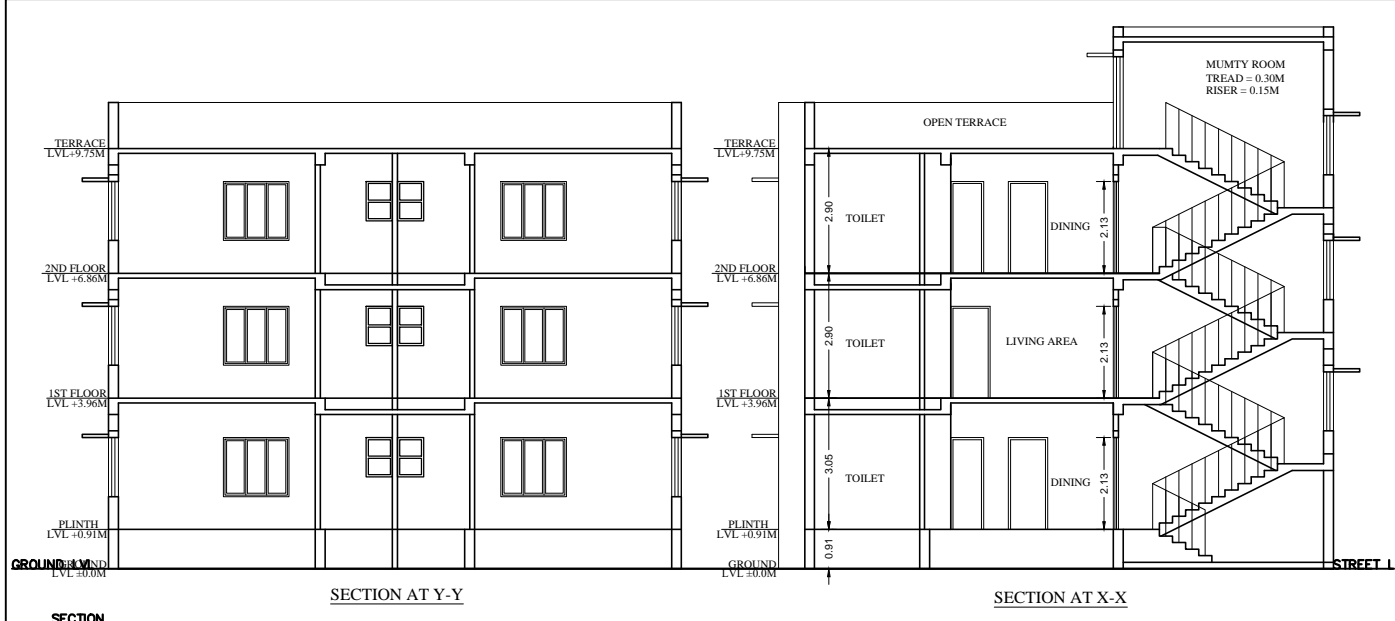 MUMTY ROOM
TREAD = 0.30M
RISER = 0.15M
OPEN TERRACE
TERRACE
LVL+9.75M
TERRACE
LVL+9.75M
2.90
TOILET
DINING
2.13
2ND FLOOR
LVL +6.86M
2ND FLOOR
LVL +6.86M
2.90
TOILET
LIVING AREA
2.13
1ST FLOOR
LVL +3.96M
1ST FLOOR
LVL +3.96M
3.05
TOILET
DINING
2.13
PLINTH
LVL +0.91M
PLINTH
LVL +0.91M
0.91
GROUND LVL
GROUND
LVL ±0.0M
GROUND
LVL ±0.0M
STREET L
SECTION AT Y-Y
SECTION AT X-X
SECTION